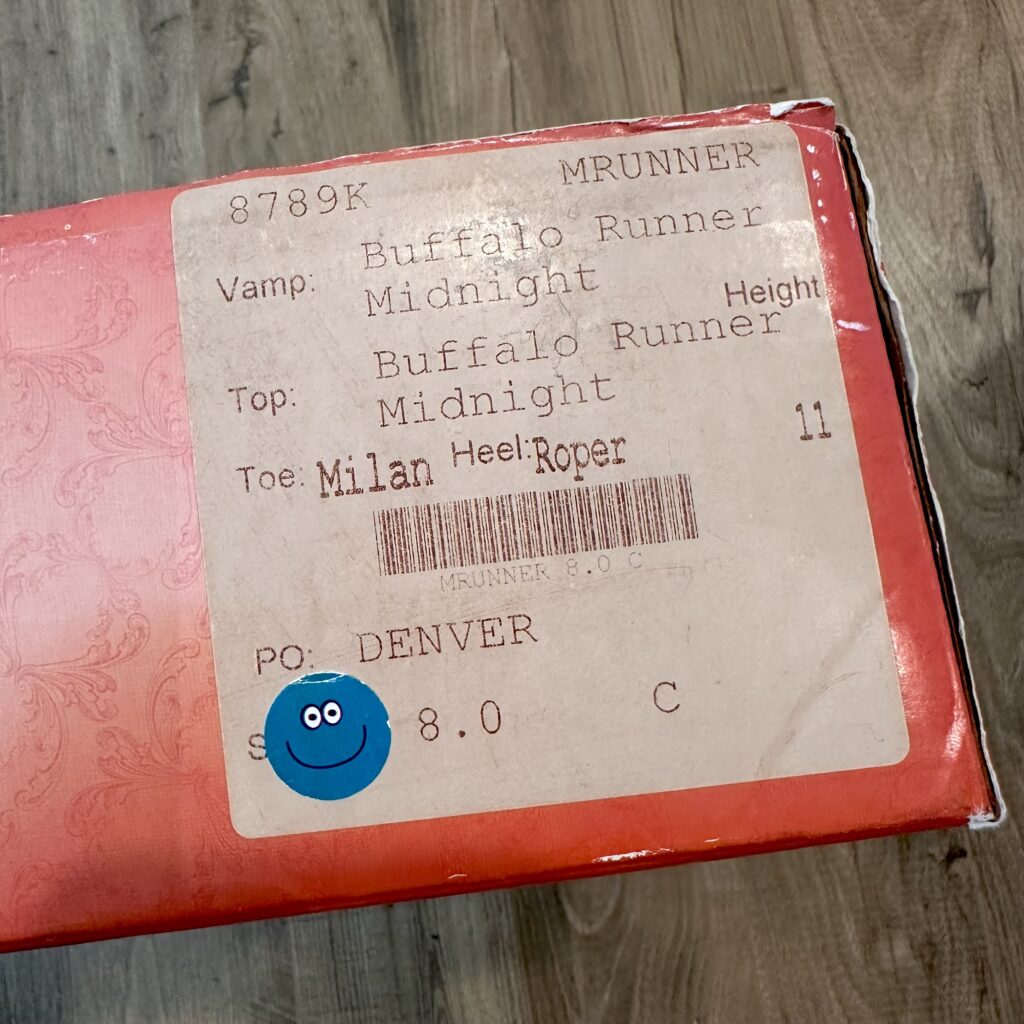 8789K MRUNNER
Vamp: Buffalo Runner
Midnight
Height
Top: Buffalo Runner
Midnight
Toe: Milan Heel: Roper 11
MRUNNER 8.0 C
PO: DENVER
S 8.0 C